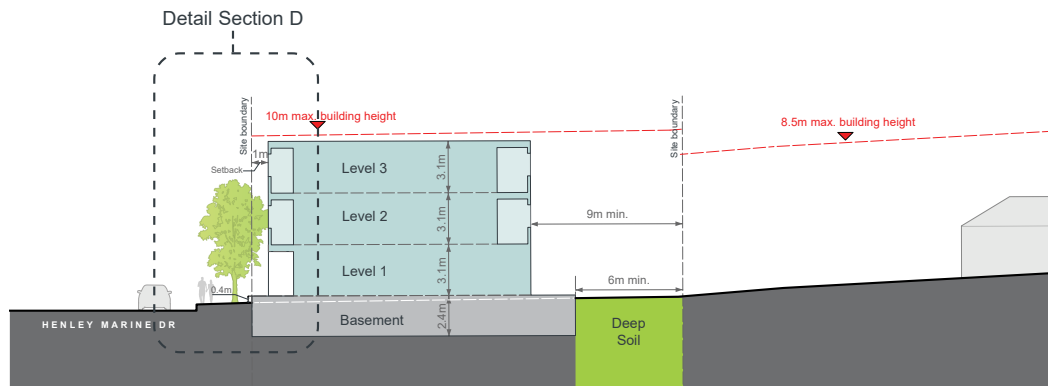 Detail Section D
Site boundary
10m max. building height
Site boundary
8.5m max. building height
1m
Setback
Level 3
3.1m
Level 2
3.1m
9m min.
Level 1
3.1m
6m min.
0.4m
HENLEY MARINE DR
Basement
2.4m
Deep
Soil